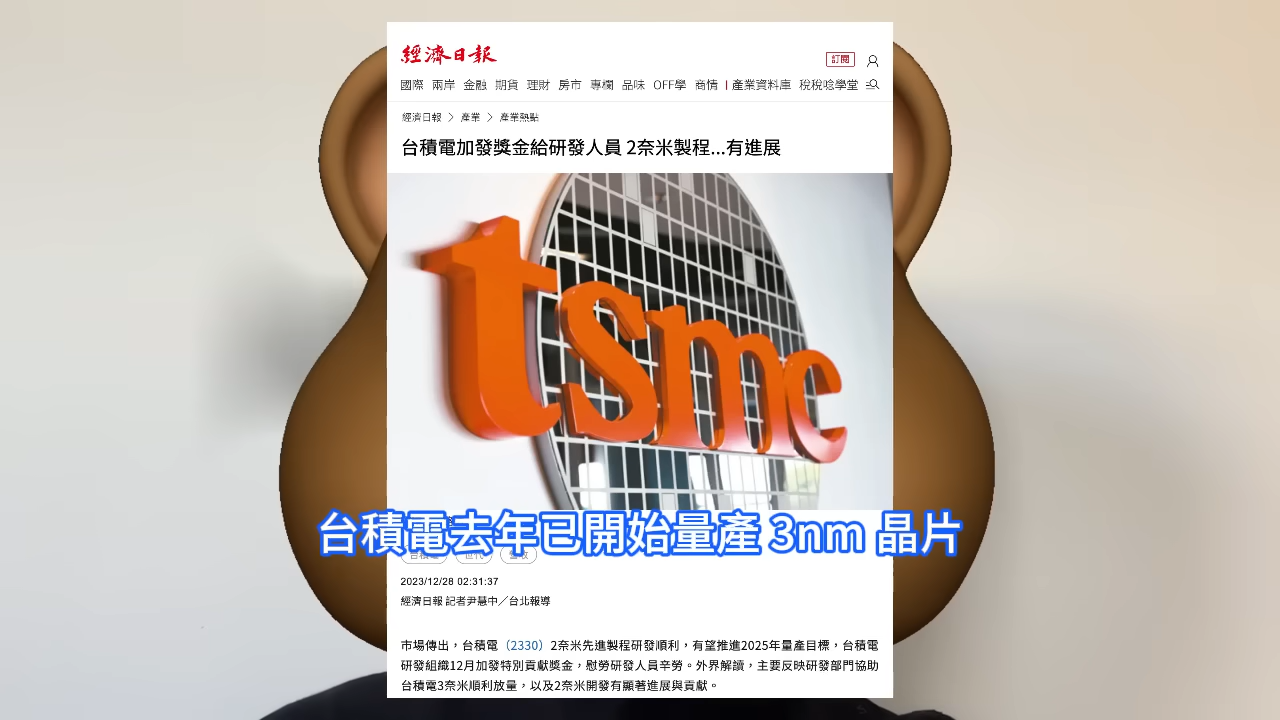 經濟日報
訂閱
國際 兩岸 金融 期貨 理財 房市 專欄 品味 OFF學 商情 產業資料庫 稅稅唸學堂
經濟日報 > 產業 > 產業熱點
台積電加發獎金給研發人員 2奈米製程...有進展
tsmc
台積電去年已開始量產 3nm 晶片
2023/12/28 02:31:37
經濟日報 記者尹慧中／台北報導
市場傳出，台積電（2330）2奈米先進製程研發順利，有望推進2025年量產目標，台積電
研發組織12月加發特別貢獻獎金，慰勞研發人員辛勞。外界解讀，主要反映研發部門協助
台積電3奈米順利放量，以及2奈米開發有顯著進展與貢獻。